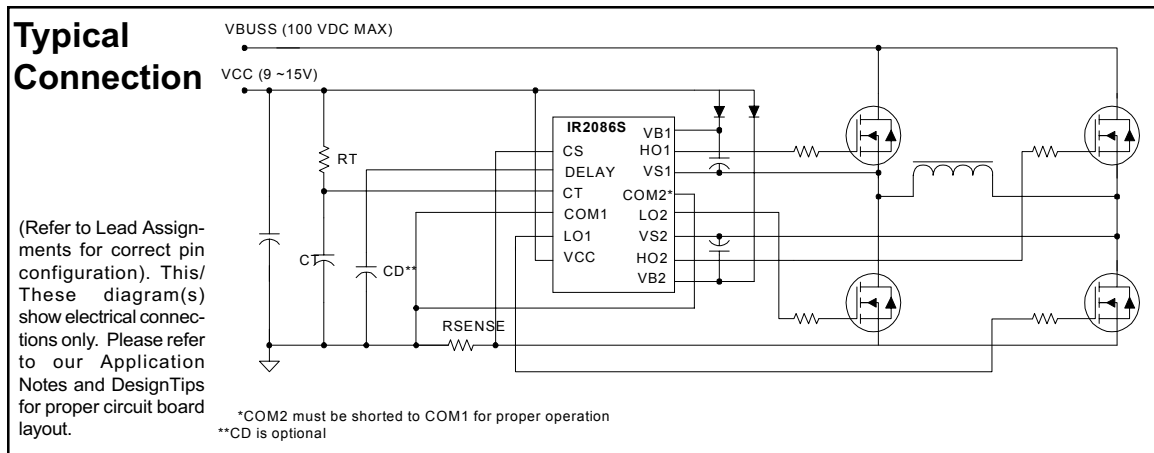 Typical
Connection
(Refer to Lead Assign-
ments for correct pin
configuration). This/
These diagram(s)
show electrical connec-
tions only. Please refer
to our Application
Notes and DesignTips
for proper circuit board
layout.
VBUSS (100 VDC MAX)
VCC (9 ~15V)
RT
CT
CD**
RSENSE
IR2086S
CS
DELAY
CT
COM1
LO1
VCC
VB1
HO1
VS1
COM2*
LO2
VS2
HO2
VB2
*COM2 must be shorted to COM1 for proper operation
**CD is optional